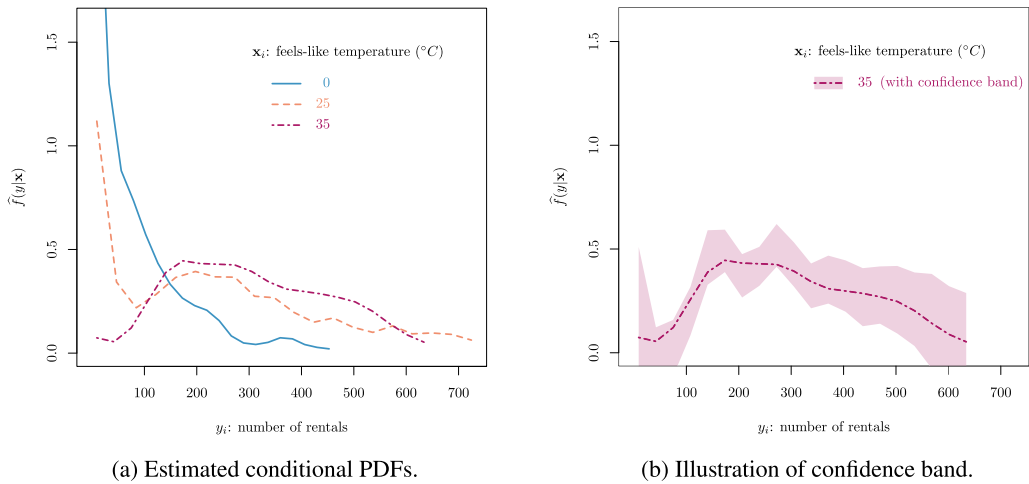 x_i: feels-like temperature (°C)
0
25
35
1.5
1.0
0.5
0.0
f̂(y|x)
100 200 300 400 500 600 700
y_i: number of rentals
(a) Estimated conditional PDFs.
x_i: feels-like temperature (°C)
35 (with confidence band)
1.5
1.0
0.5
0.0
f̂(y|x)
100 200 300 400 500 600 700
y_i: number of rentals
(b) Illustration of confidence band.